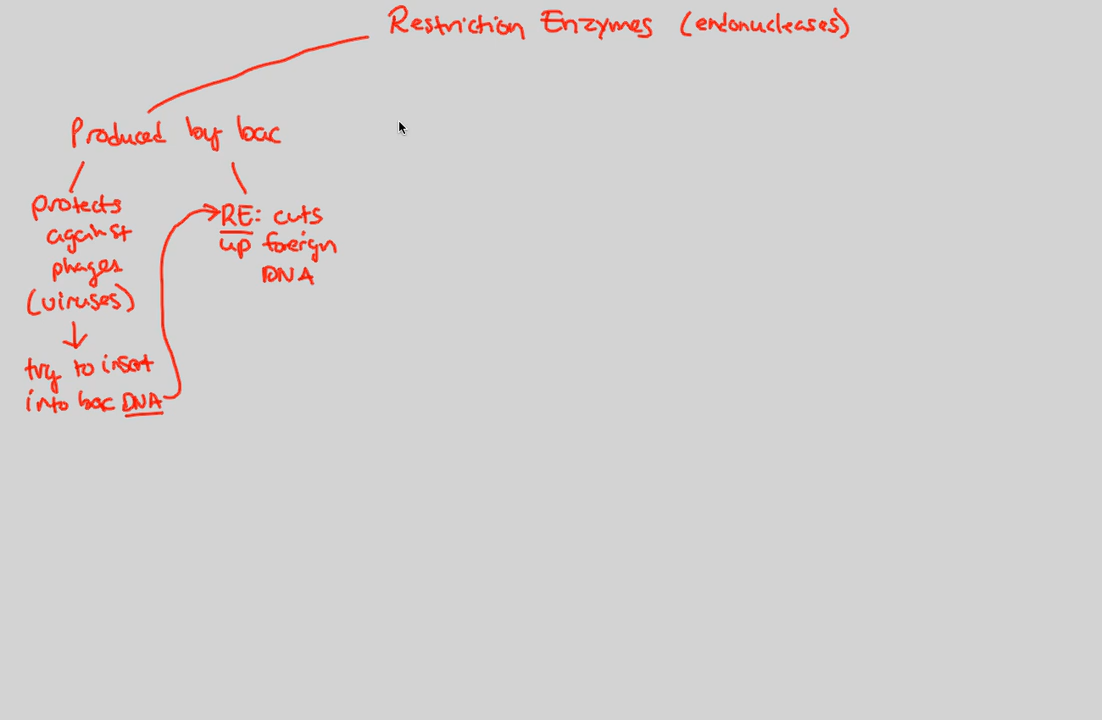 Restriction Enzymes (endonucleases)
Produced by bac
protects
against
phages
(viruses)
try to insert
into bac DNA
RE: cuts
up foreign
DNA